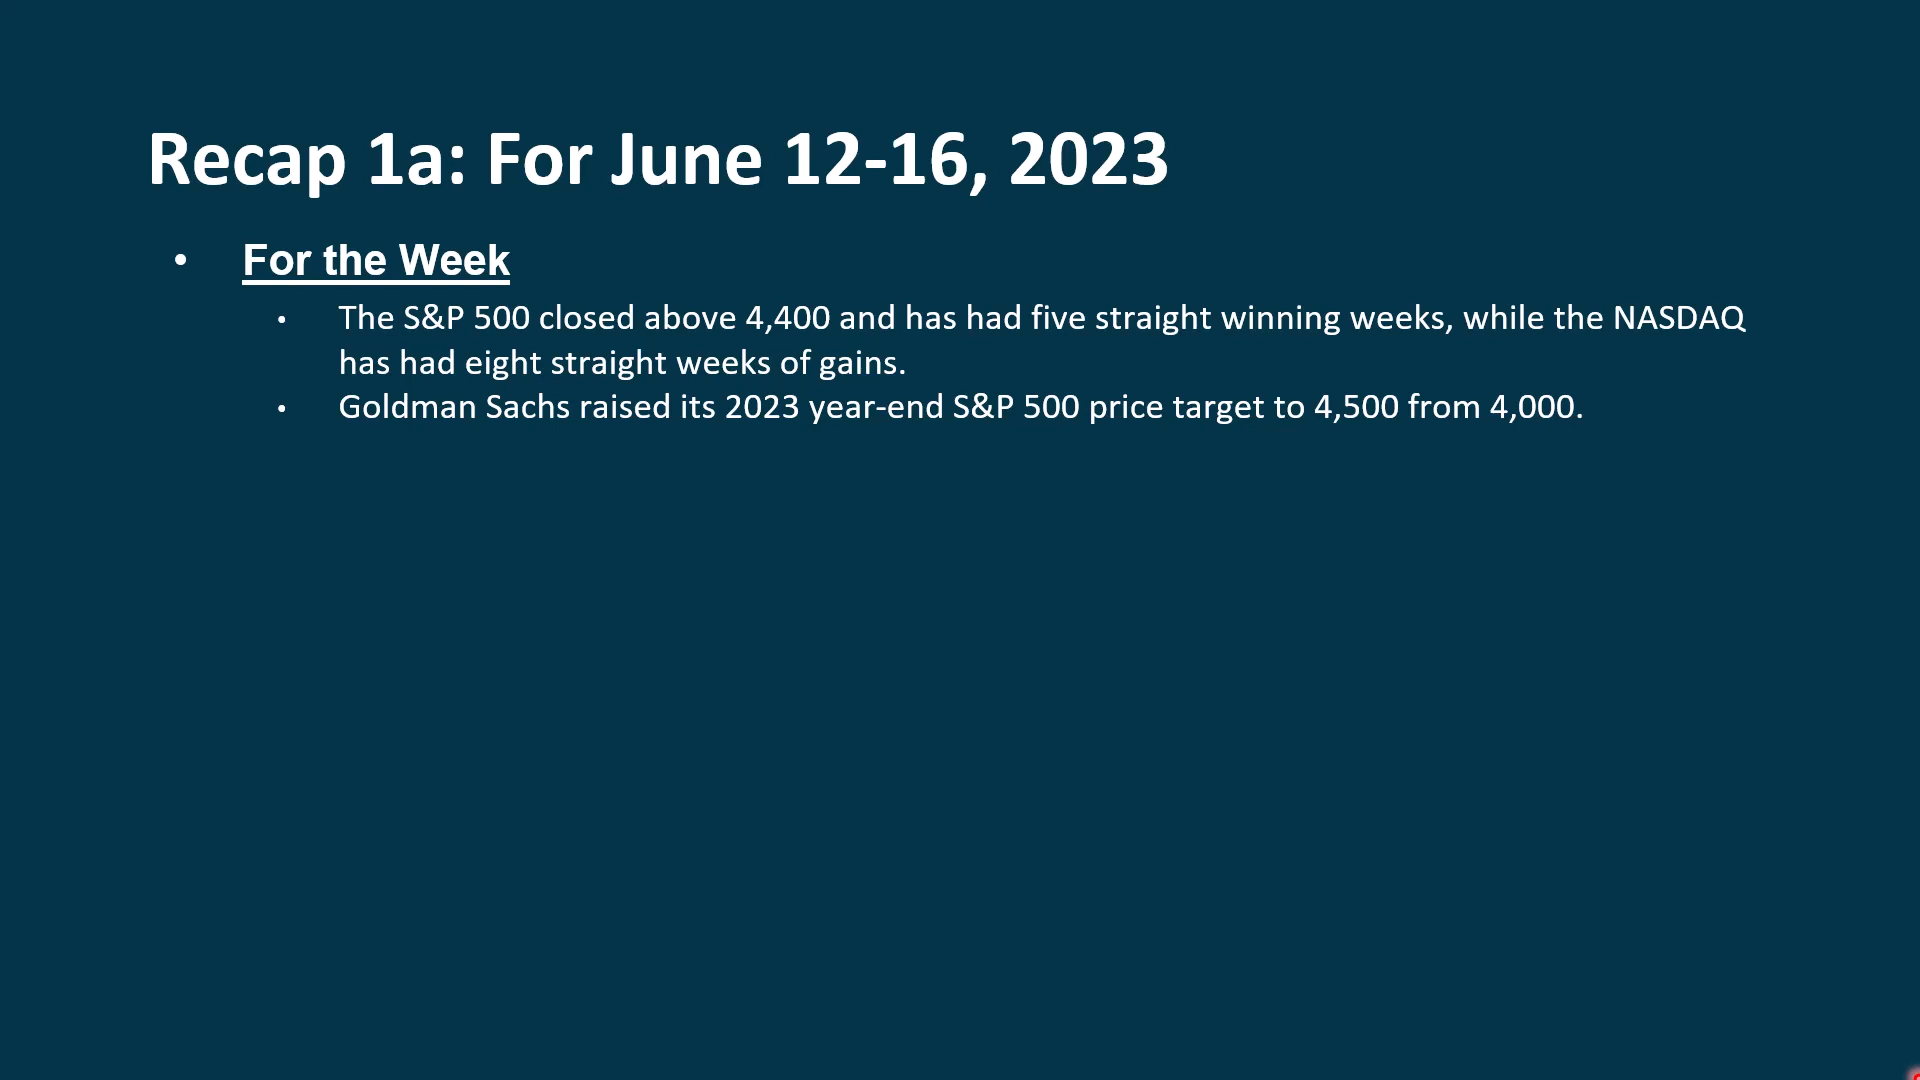 Recap 1a: For June 12-16, 2023
• For the Week
• The S&P 500 closed above 4,400 and has had five straight winning weeks, while the NASDAQ
has had eight straight weeks of gains.
• Goldman Sachs raised its 2023 year-end S&P 500 price target to 4,500 from 4,000.